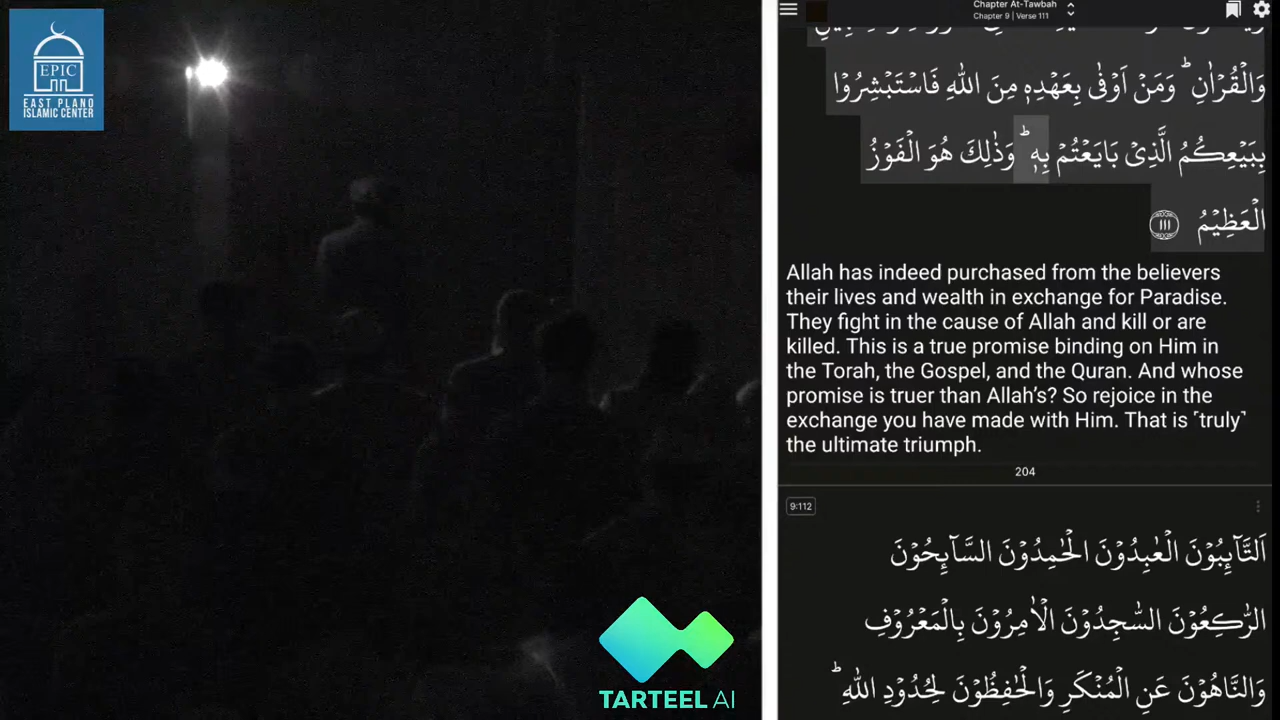 EPIC
EAST PLANO
ISLAMIC CENTER
TARTEEL AI
Chapter At-Tawbah
Chapter 9 | Verse 111
وَالۡقُرۡاٰنِ‌ ؕ وَمَنۡ اَوۡفٰى بِعَهۡدِهٖ مِنَ اللّٰهِ فَاسۡتَبۡشِرُوۡا
بِبَيۡعِكُمُ الَّذِىۡ بَايَعۡتُمۡ بِهٖ‌ ؕ وَذٰلِكَ هُوَ الۡفَوۡزُ
الۡعَظِيۡمُ ١١١
Allah has indeed purchased from the believers
their lives and wealth in exchange for Paradise.
They fight in the cause of Allah and kill or are
killed. This is a true promise binding on Him in
the Torah, the Gospel, and the Quran. And whose
promise is truer than Allah's? So rejoice in the
exchange you have made with Him. That is ˹truly˺
the ultimate triumph.
204
9:112
اَلتَّاۤٮِٕبُوۡنَ الۡعٰبِدُوۡنَ الۡحٰمِدُوۡنَ السَّاۤٮِٕحُوۡنَ
الرّٰكِعُوۡنَ السّٰجِدُوۡنَ الۡاٰمِرُوۡنَ بِالۡمَعۡرُوۡفِ
وَالنَّاهُوۡنَ عَنِ الۡمُنۡكَرِ وَالۡحٰفِظُوۡنَ لِحُدُوۡدِ اللّٰهِ‌ ؕ